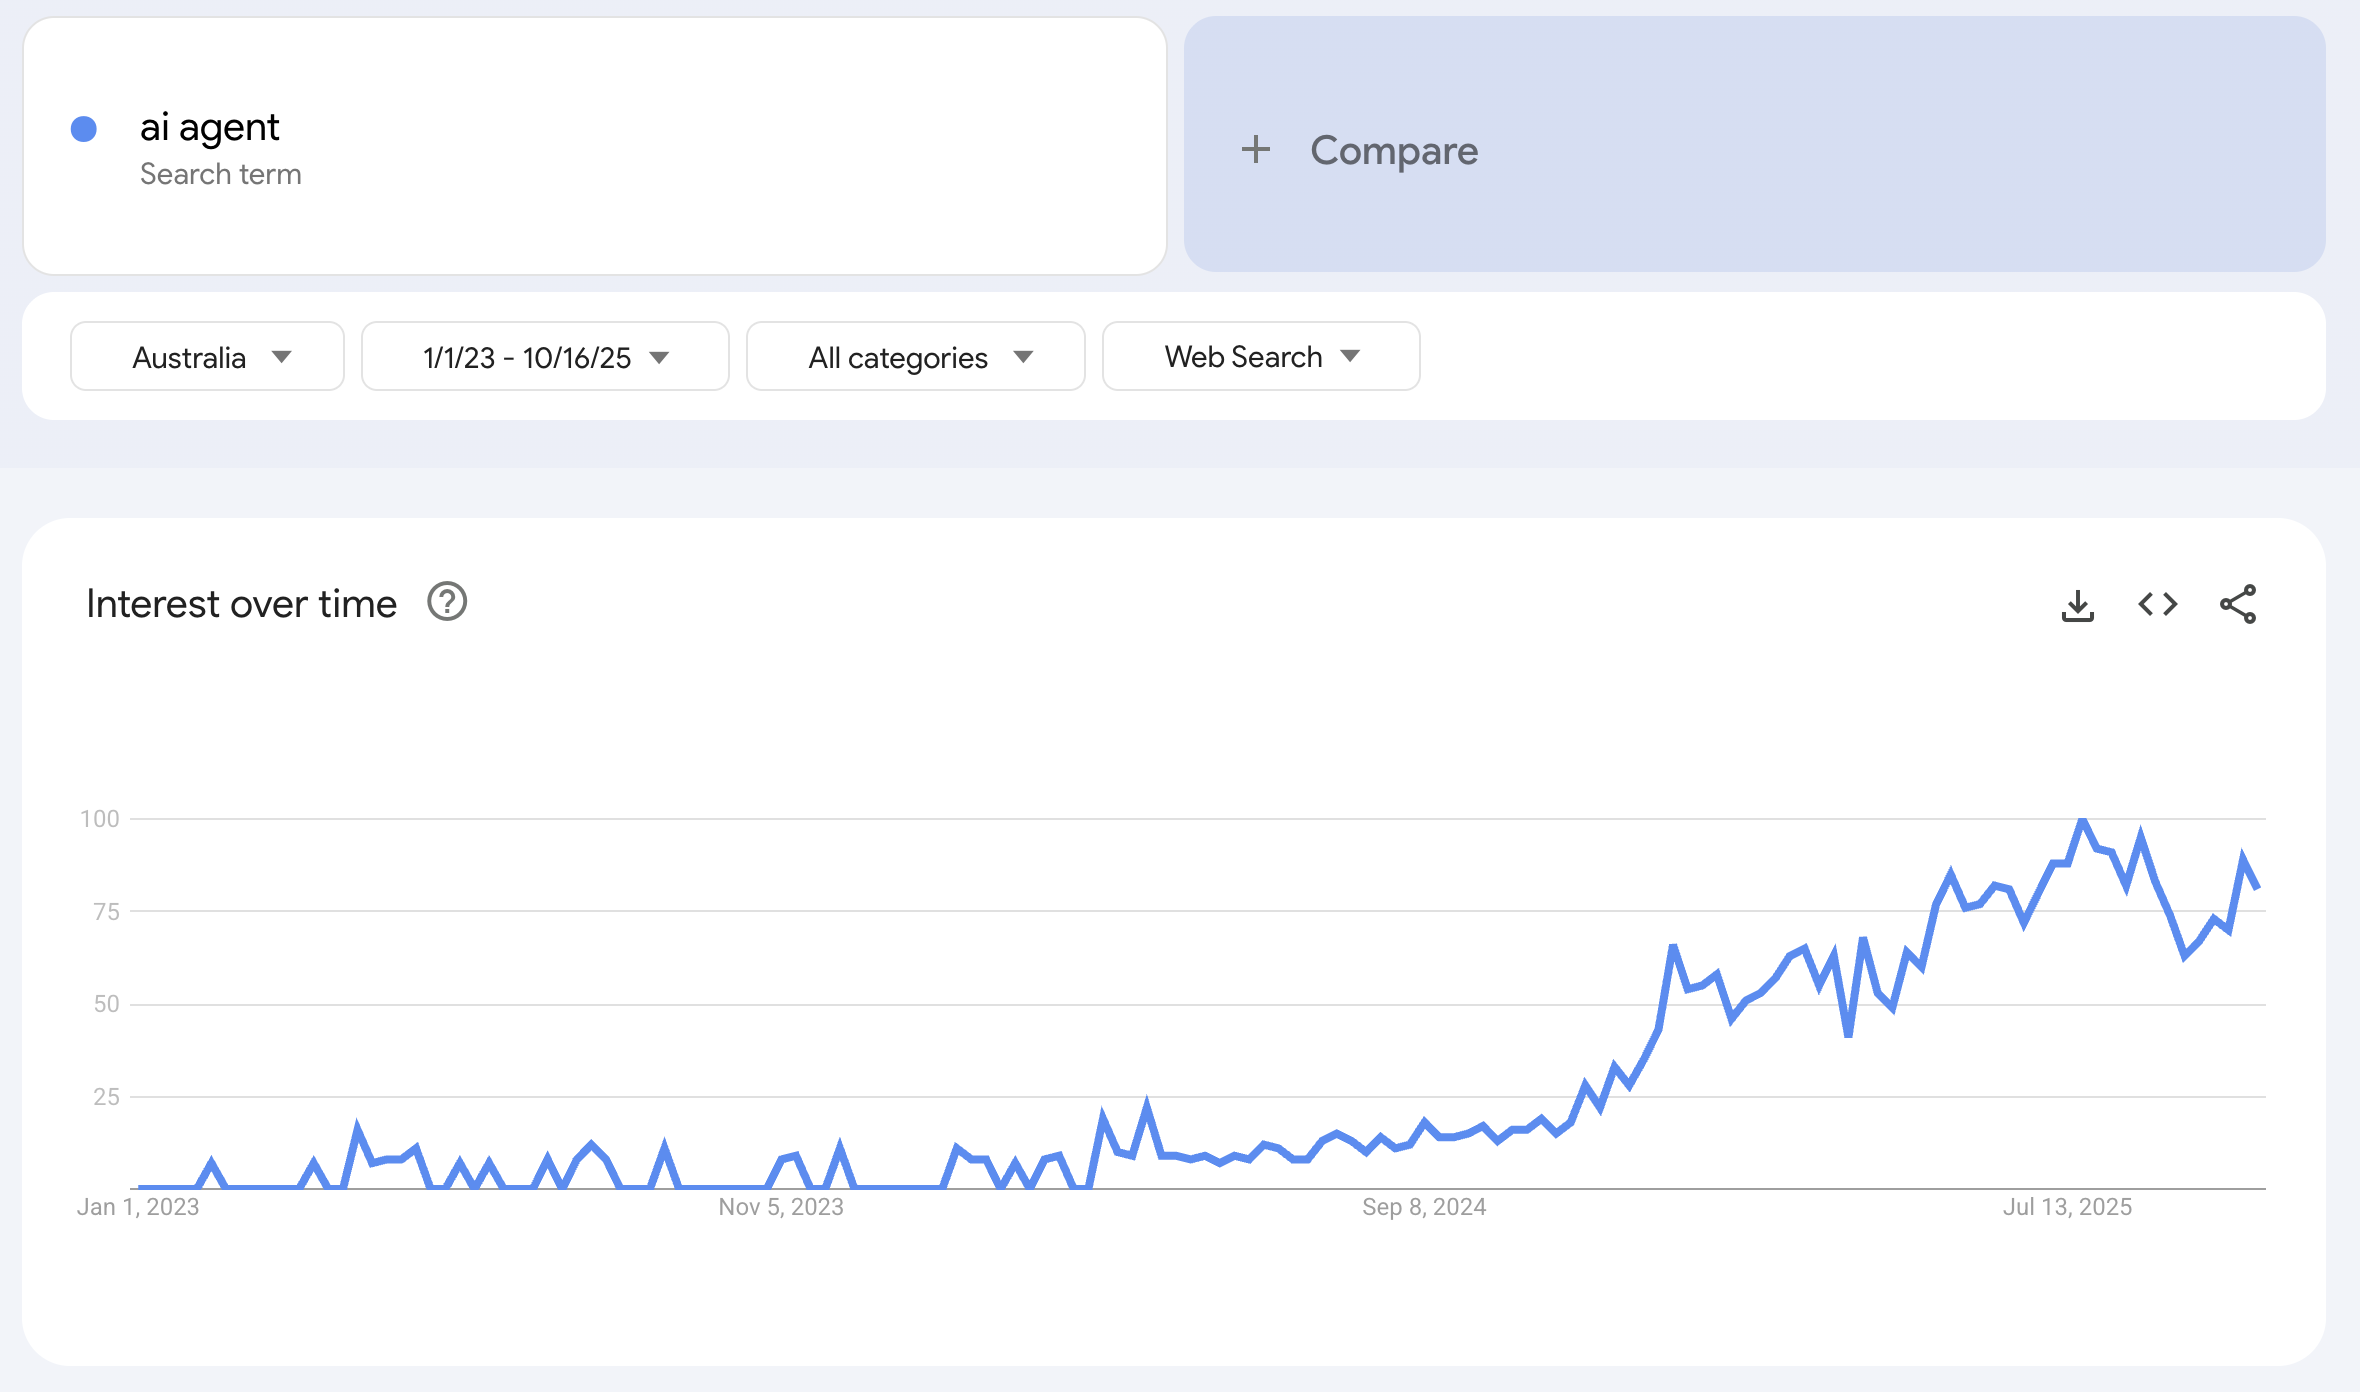 ai agent
Search term
+ Compare
Australia
1/1/23 - 10/16/25
All categories
Web Search
Interest over time
100
75
50
25
Jan 1, 2023
Nov 5, 2023
Sep 8, 2024
Jul 13, 2025